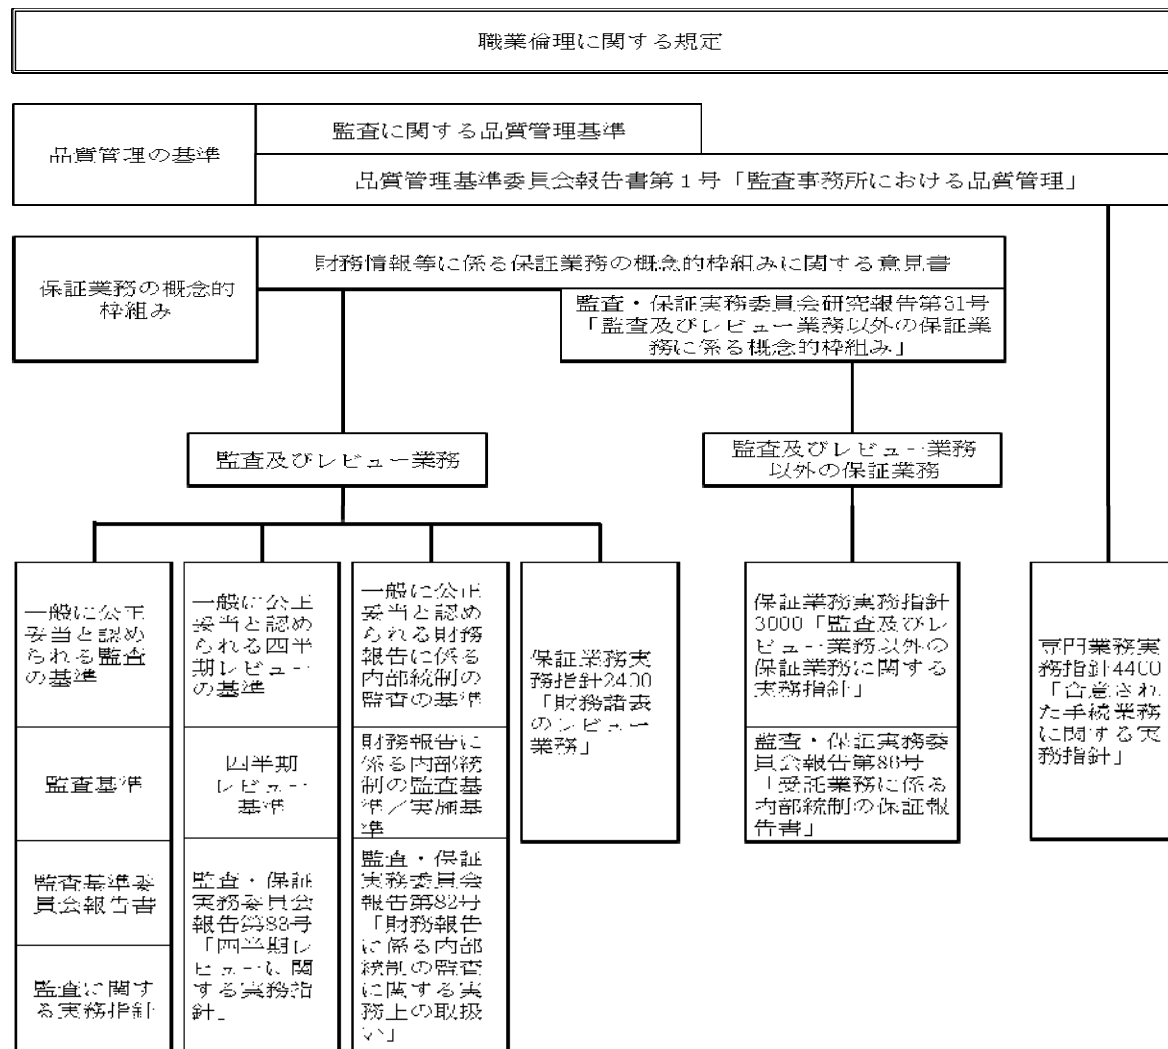 職業倫理に関する規定
品質管理の基準
監査に関する品質管理基準
品質管理基準委員会報告書第１号「監査事務所における品質管理」
保証業務の概念的
枠組み
財務情報等に係る保証業務の概念的枠組みに関する意見書
監査・保証実務委員会研究報告第31号
「監査及びレビュー業務以外の保証業
務に係る概念的枠組み」
監査及びレビュー業務
監査及びレビュー業務
以外の保証業務
一般に公正
妥当と認め
られる監査
の基準
監査基準
監査基準委
員会報告書
監査に関す
る実務指針
一般に公正
妥当と認め
られる四半
期レビュー
の基準
四半期
レビュー
基準
監査・保証
実務委員会
報告第83号
「四半期レ
ビューに関
する実務指
針」
一般に公正
妥当と認め
られる財務
報告に係る
内部統制の
監査の基準
財務報告に
係る内部統
制の監査基
準／実施基
準
監査・保証
実務委員会
報告第82号
「財務報告
に係る内部
統制の監査
に関する実
務上の取扱
い」
保証業務実
務指針2400
「財務諸表
のレビュー
業務」
保証業務実務指針
3000「監査及びレ
ビュー業務以外の
保証業務に関する
実務指針」
監査・保証実務委
員会報告第86号
「受託業務に係る
内部統制の保証報
告書」
専門業務実
務指針4400
「合意され
た手続業務
に関する実
務指針」